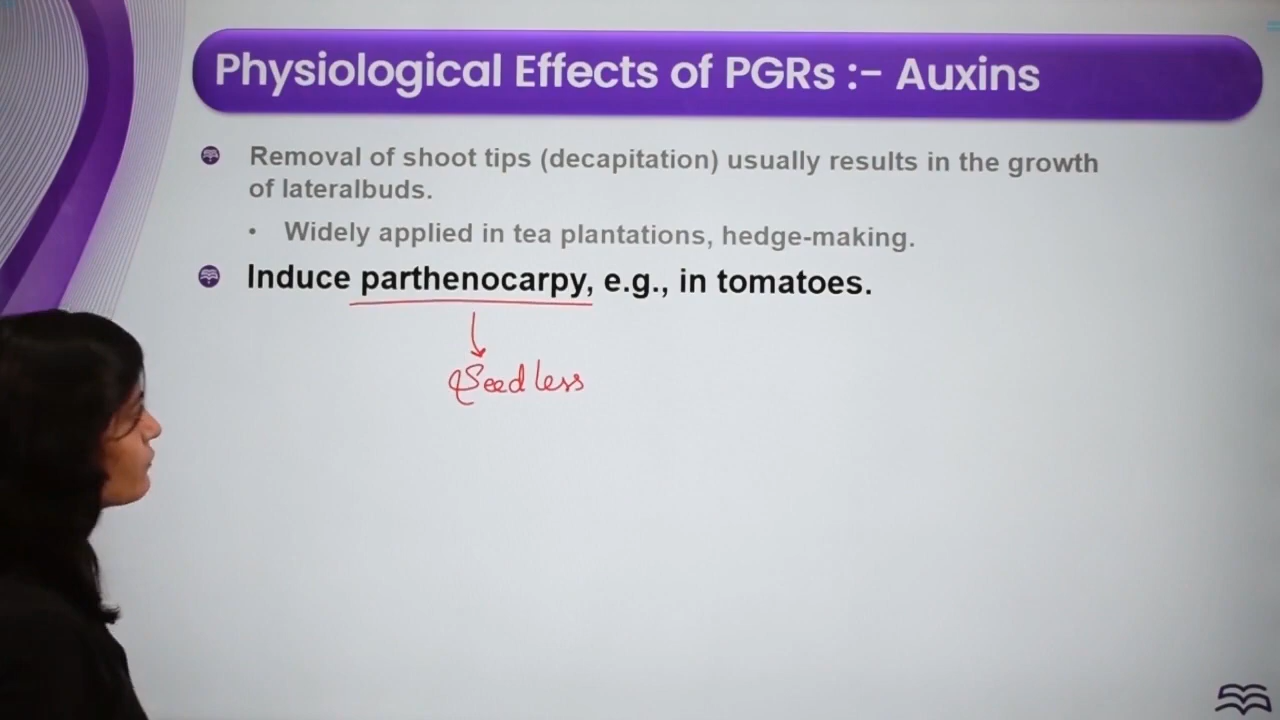 Physiological Effects of PGRs :- Auxins
Removal of shoot tips (decapitation) usually results in the growth
of lateralbuds.
• Widely applied in tea plantations, hedge-making.
Induce parthenocarpy, e.g., in tomatoes.
Seedless